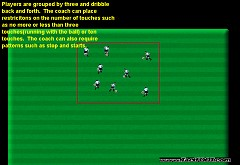 Players are grouped by three and dribble
back and forth. The coach can place
restricitons on the number of touches such
as no more or less than three
touches(running with the ball) or ten
touches. The coach can also require
patterns such as stop and starts